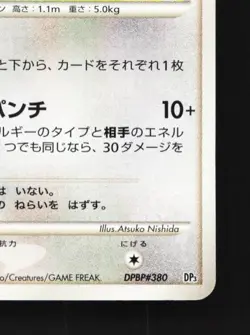 ン 高さ：1.1m 重さ：5.0kg
と下から、カードをそれぞれ1枚
パンチ 10+
ルギーのタイプと相手のエネル
つでも同じなら、30ダメージを
は いない。
の ねらいを はずす。
Illus.Atsuko Nishida
抗力 にげる
o/Creatures/GAME FREAK. DPBP#380 DP3